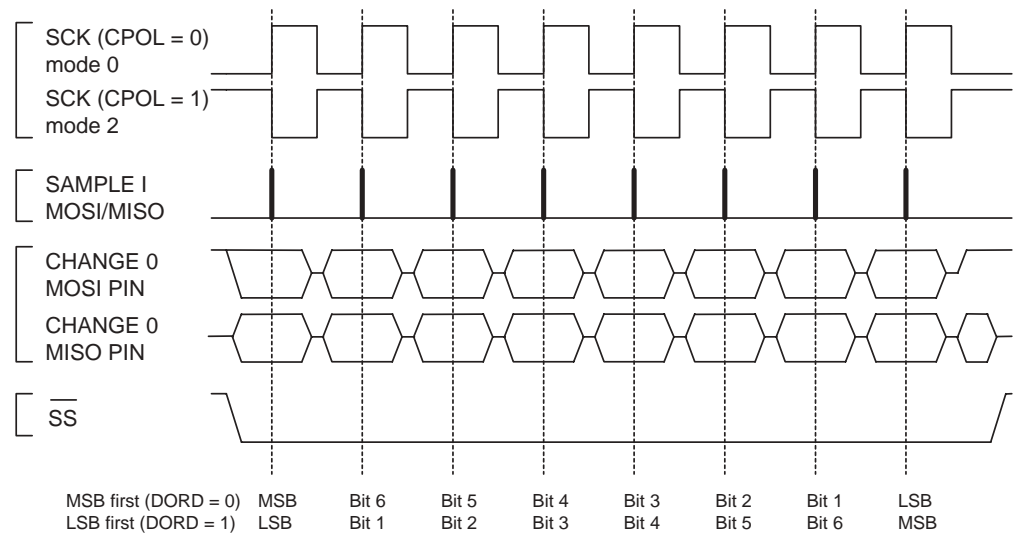 SCK (CPOL = 0)
mode 0
SCK (CPOL = 1)
mode 2
SAMPLE I
MOSI/MISO
CHANGE 0
MOSI PIN
CHANGE 0
MISO PIN
SS
MSB first (DORD = 0) MSB Bit 6 Bit 5 Bit 4 Bit 3 Bit 2 Bit 1 LSB
LSB first (DORD = 1) LSB Bit 1 Bit 2 Bit 3 Bit 4 Bit 5 Bit 6 MSB